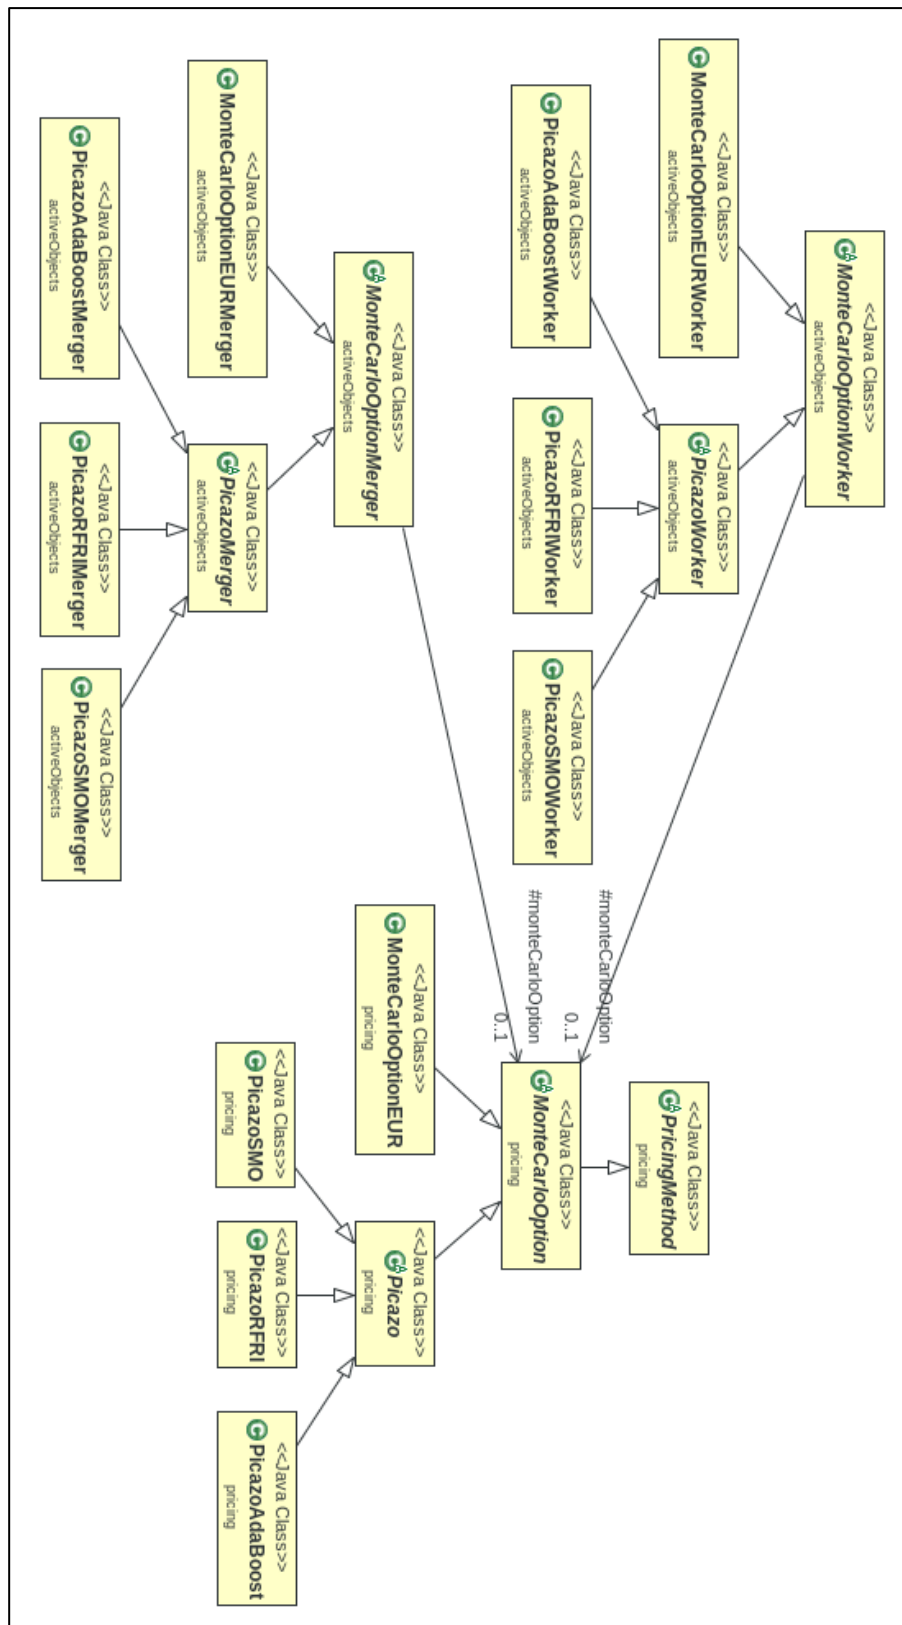 <<Java Class>>
MonteCarloOptionWorker
activeObjects
<<Java Class>>
MonteCarloOptionEURWorker
activeObjects
<<Java Class>>
PicazoWorker
activeObjects
<<Java Class>>
PicazoAdaBoostWorker
activeObjects
<<Java Class>>
PicazoRFRIWorker
activeObjects
<<Java Class>>
PicazoSMOWorker
activeObjects
<<Java Class>>
MonteCarloOptionMerger
activeObjects
<<Java Class>>
MonteCarloOptionEURMerger
activeObjects
<<Java Class>>
PicazoMerger
activeObjects
<<Java Class>>
PicazoAdaBoostMerger
activeObjects
<<Java Class>>
PicazoRFRIMerger
activeObjects
<<Java Class>>
PicazoSMOMerger
activeObjects
#monteCarloOption
0..1
#monteCarloOption
0..1
<<Java Class>>
PricingMethod
pricing
<<Java Class>>
MonteCarloOption
pricing
<<Java Class>>
MonteCarloOptionEUR
pricing
<<Java Class>>
Picazo
pricing
<<Java Class>>
PicazoSMO
pricing
<<Java Class>>
PicazoRFRI
pricing
<<Java Class>>
PicazoAdaBoost
pricing